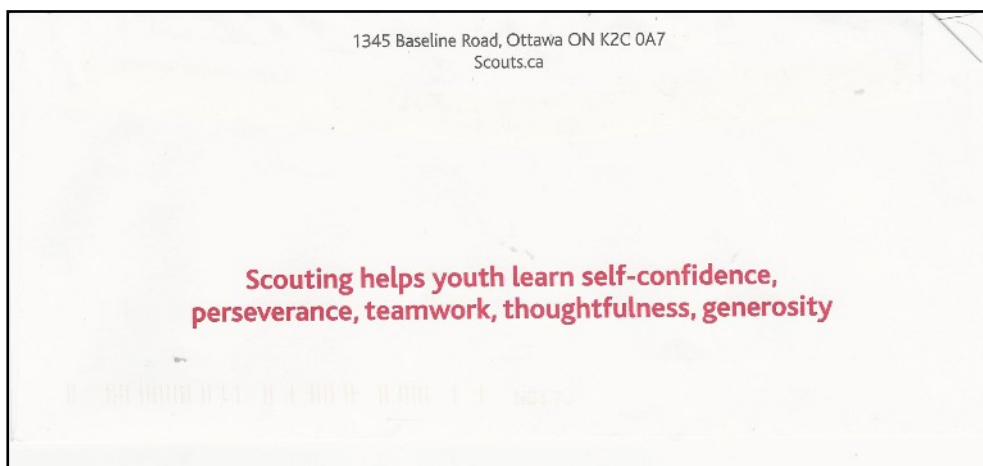 1345 Baseline Road, Ottawa ON K2C 0A7
Scouts.ca
Scouting helps youth learn self-confidence,
perseverance, teamwork, thoughtfulness, generosity